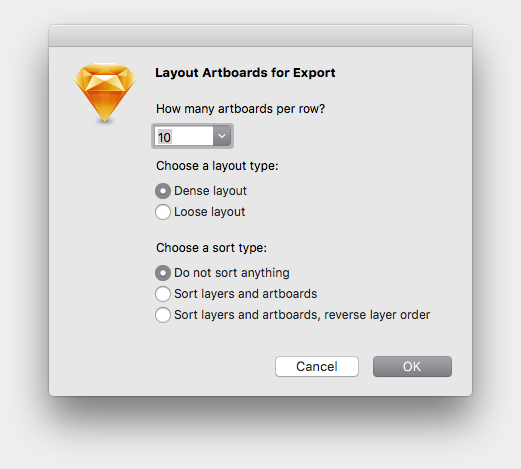 Layout Artboards for Export
How many artboards per row?
10
Choose a layout type:
Dense layout
Loose layout
Choose a sort type:
Do not sort anything
Sort layers and artboards
Sort layers and artboards, reverse layer order
Cancel
OK